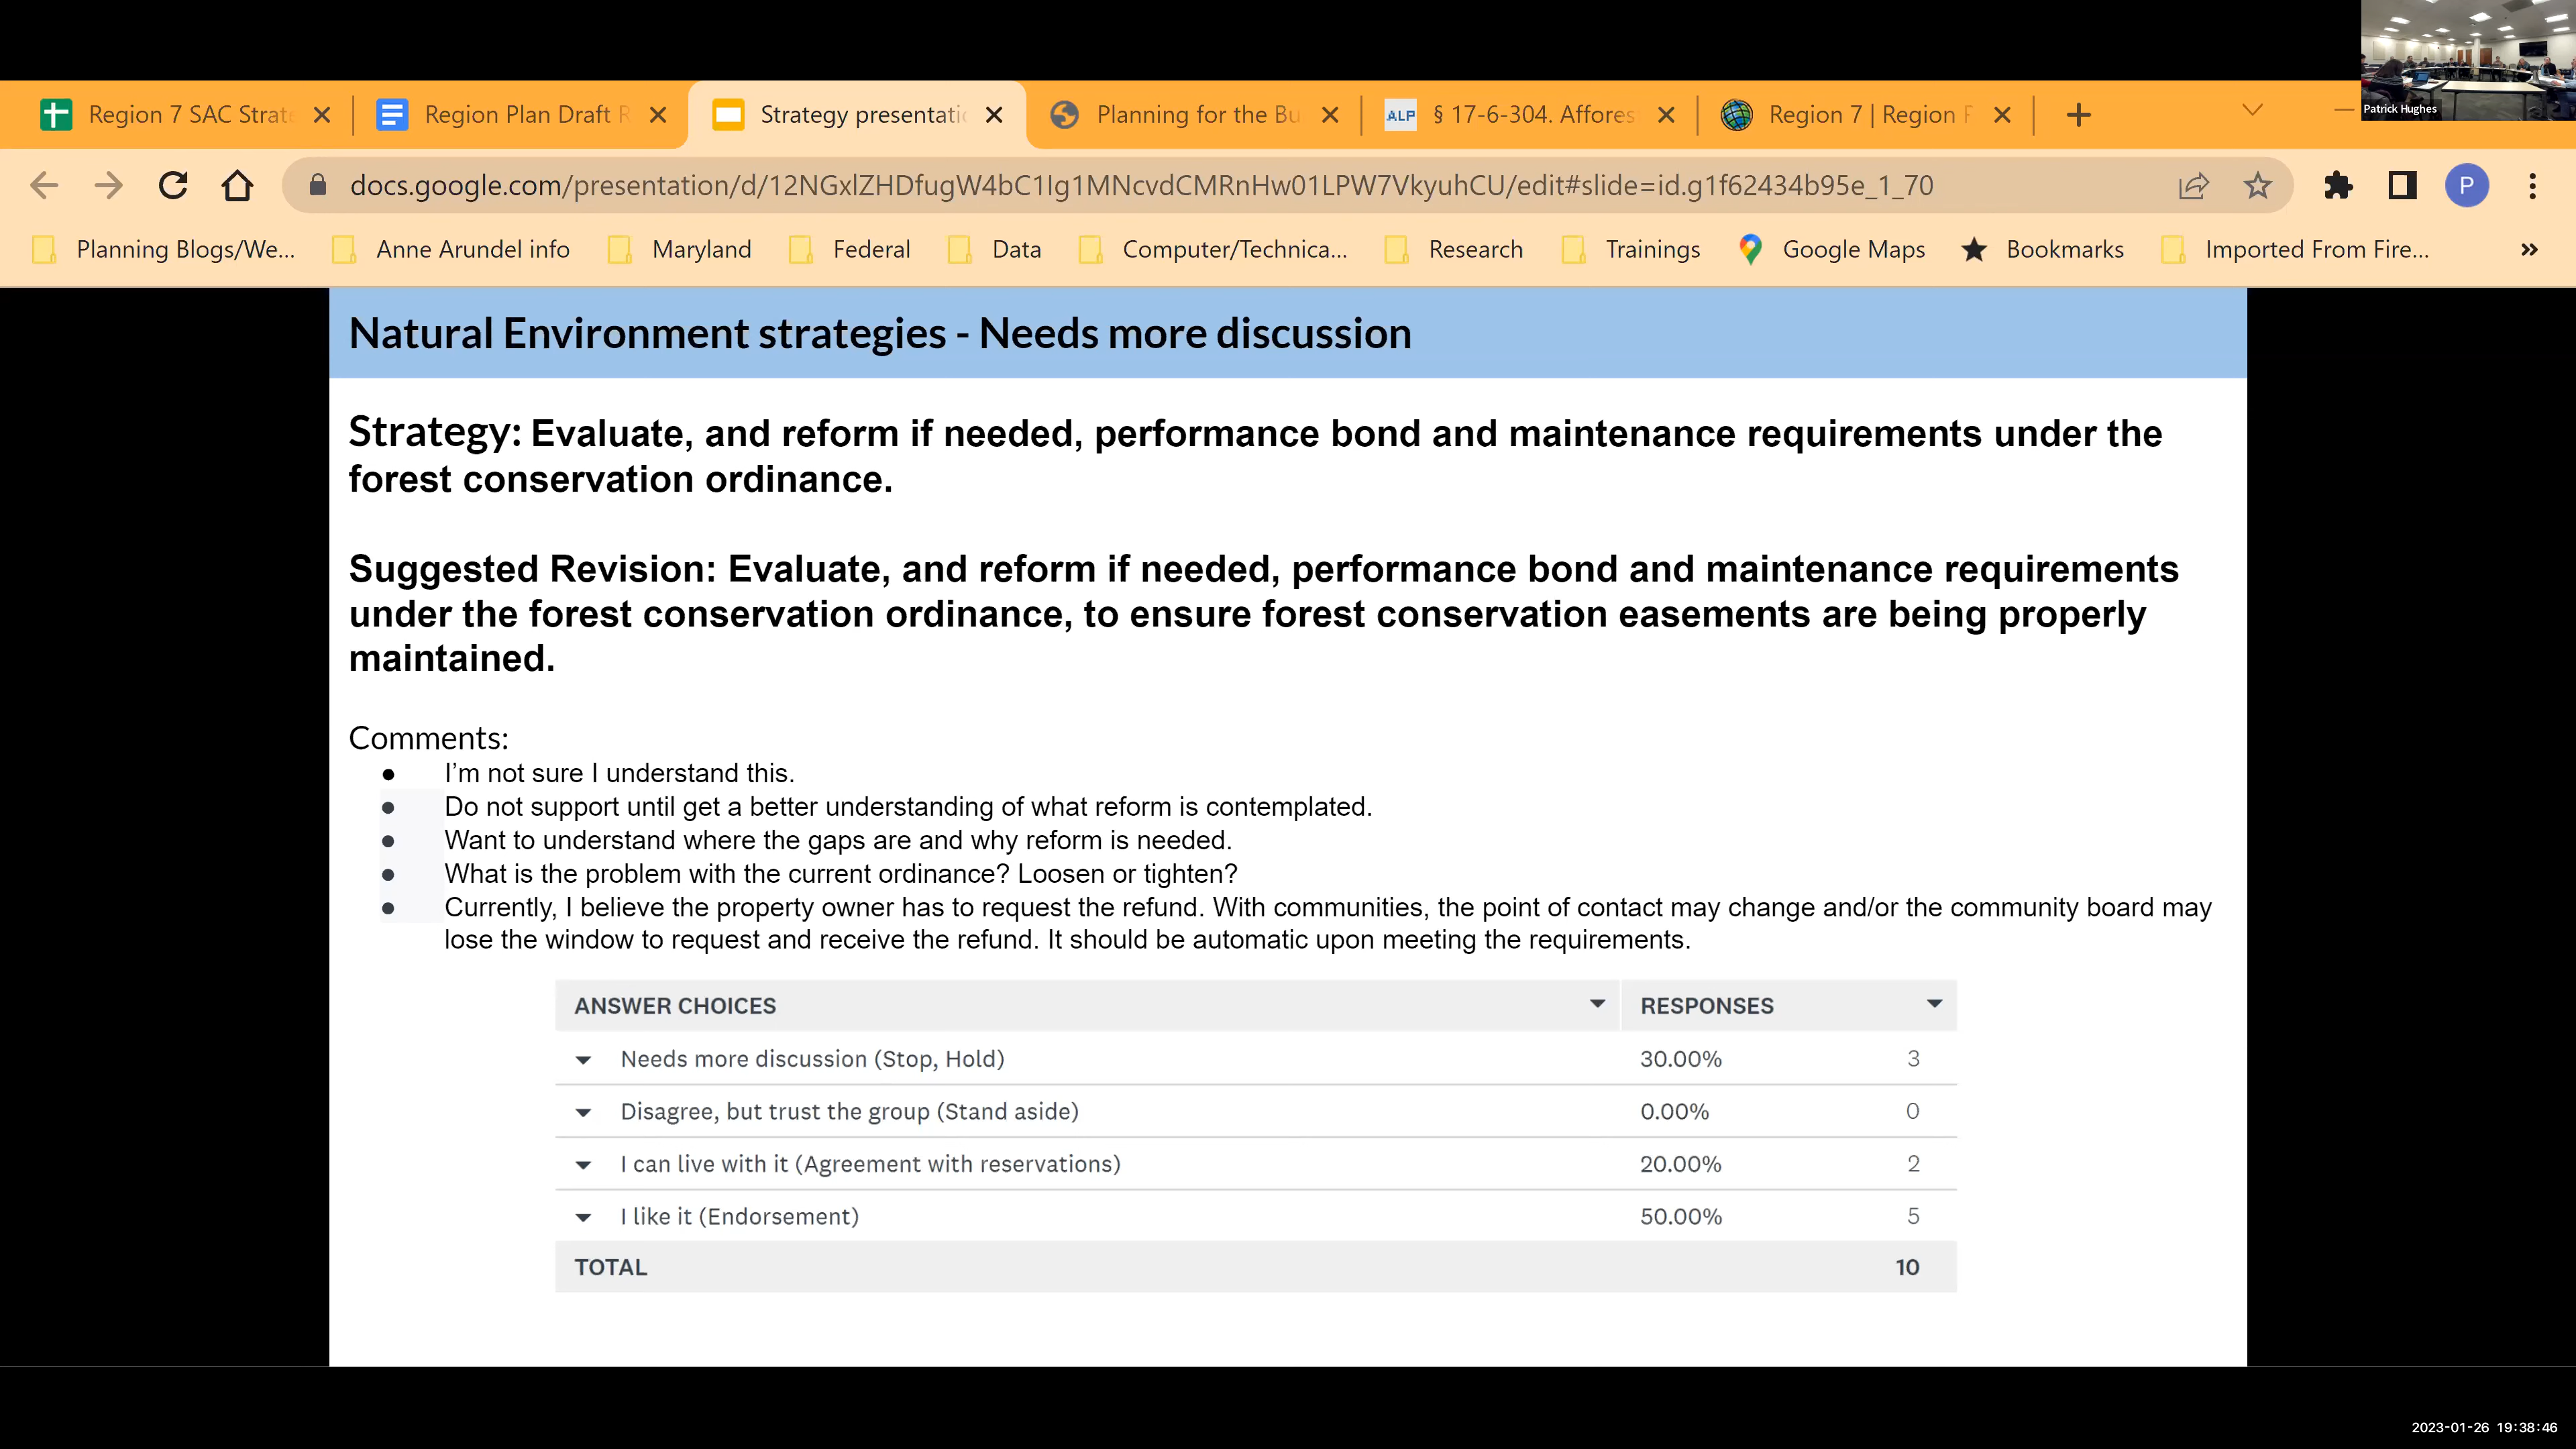 Patrick Hughes
Region 7 SAC Strate
Region Plan Draft R
Strategy presentatio
Planning for the Bu
ALP § 17-6-304. Affores
Region 7 | Region P
docs.google.com/presentation/d/12NGxlZHDfugW4bC1Ig1MNcvdCMRnHw01LPW7VkyuhCU/edit#slide=id.g1f62434b95e_1_70
P
Planning Blogs/We... Anne Arundel info Maryland Federal Data Computer/Technica... Research Trainings Google Maps Bookmarks Imported From Fire... »
Natural Environment strategies - Needs more discussion
Strategy: Evaluate, and reform if needed, performance bond and maintenance requirements under the
forest conservation ordinance.
Suggested Revision: Evaluate, and reform if needed, performance bond and maintenance requirements
under the forest conservation ordinance, to ensure forest conservation easements are being properly
maintained.
Comments:
● I’m not sure I understand this.
● Do not support until get a better understanding of what reform is contemplated.
● Want to understand where the gaps are and why reform is needed.
● What is the problem with the current ordinance? Loosen or tighten?
● Currently, I believe the property owner has to request the refund. With communities, the point of contact may change and/or the community board may
lose the window to request and receive the refund. It should be automatic upon meeting the requirements.
ANSWER CHOICES RESPONSES
Needs more discussion (Stop, Hold) 30.00% 3
Disagree, but trust the group (Stand aside) 0.00% 0
I can live with it (Agreement with reservations) 20.00% 2
I like it (Endorsement) 50.00% 5
TOTAL 10
2023-01-26 19:38:46